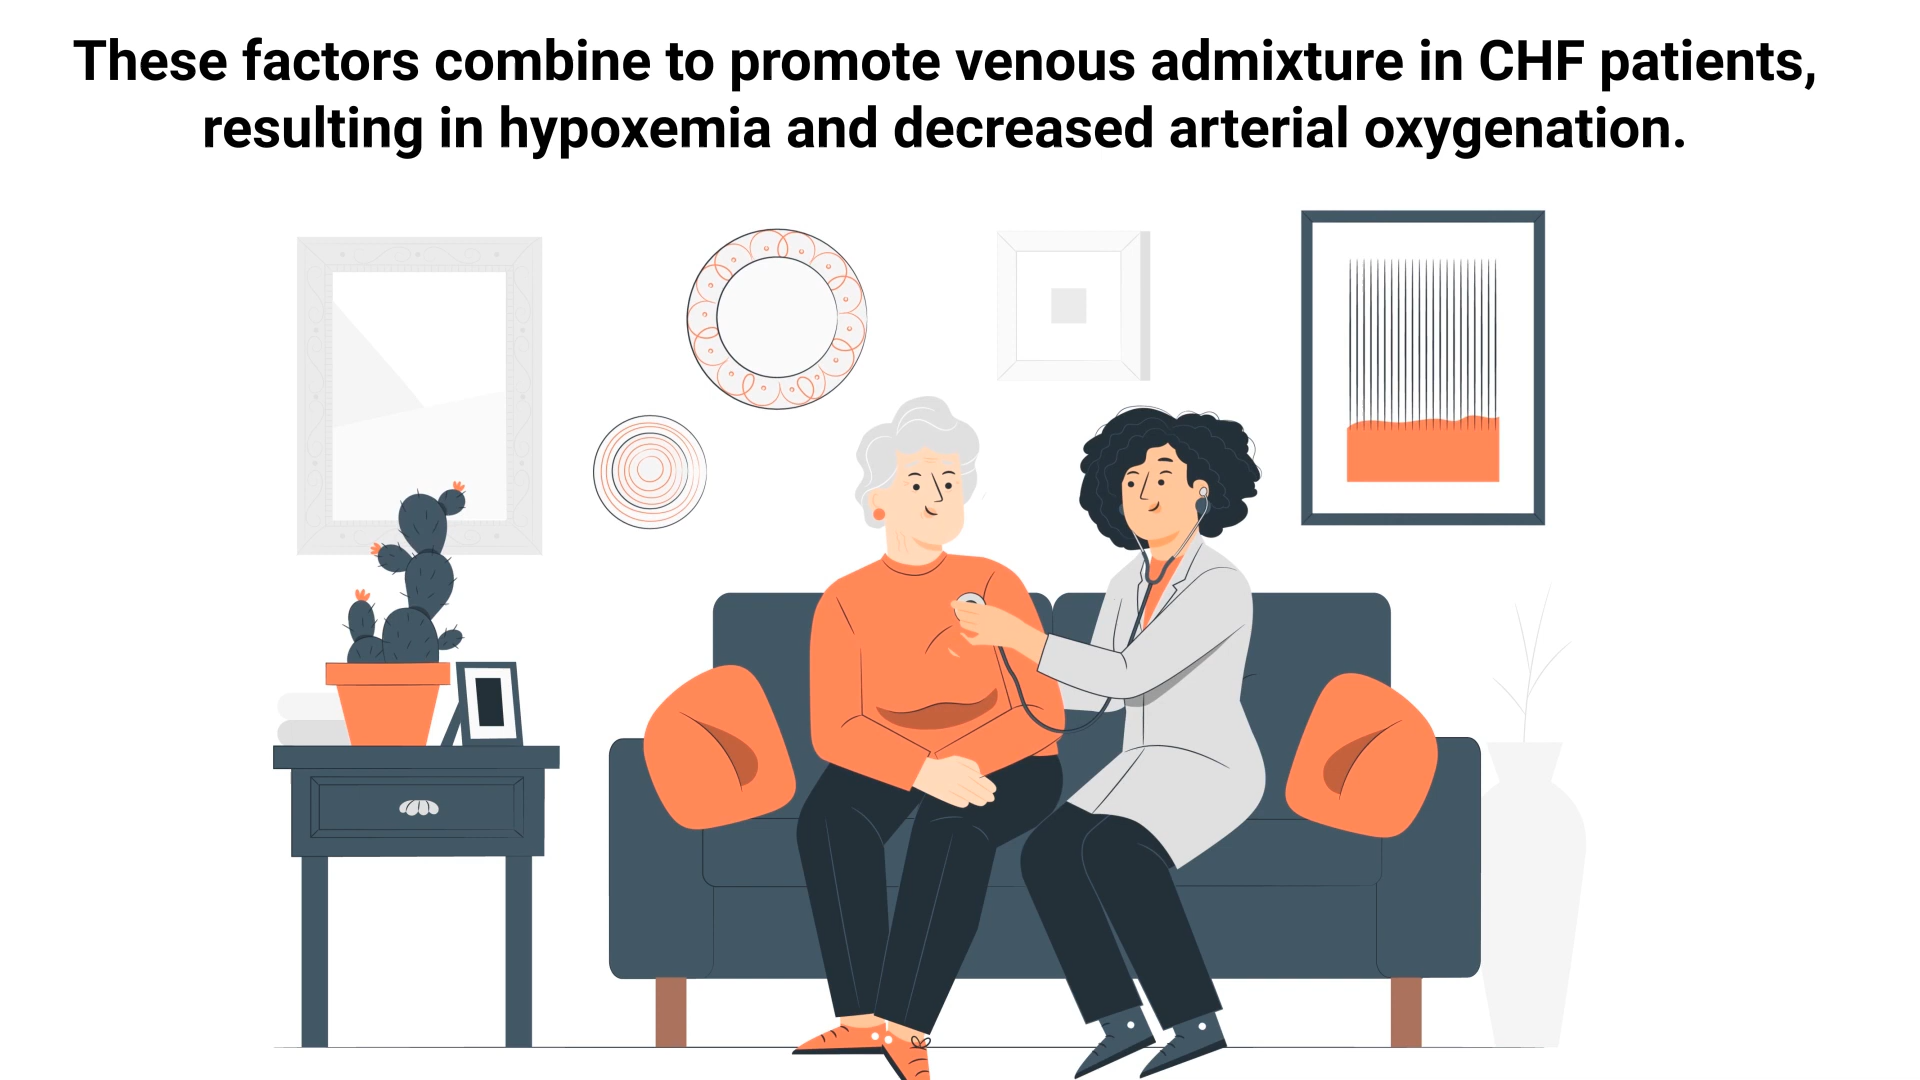 These factors combine to promote venous admixture in CHF patients,
resulting in hypoxemia and decreased arterial oxygenation.